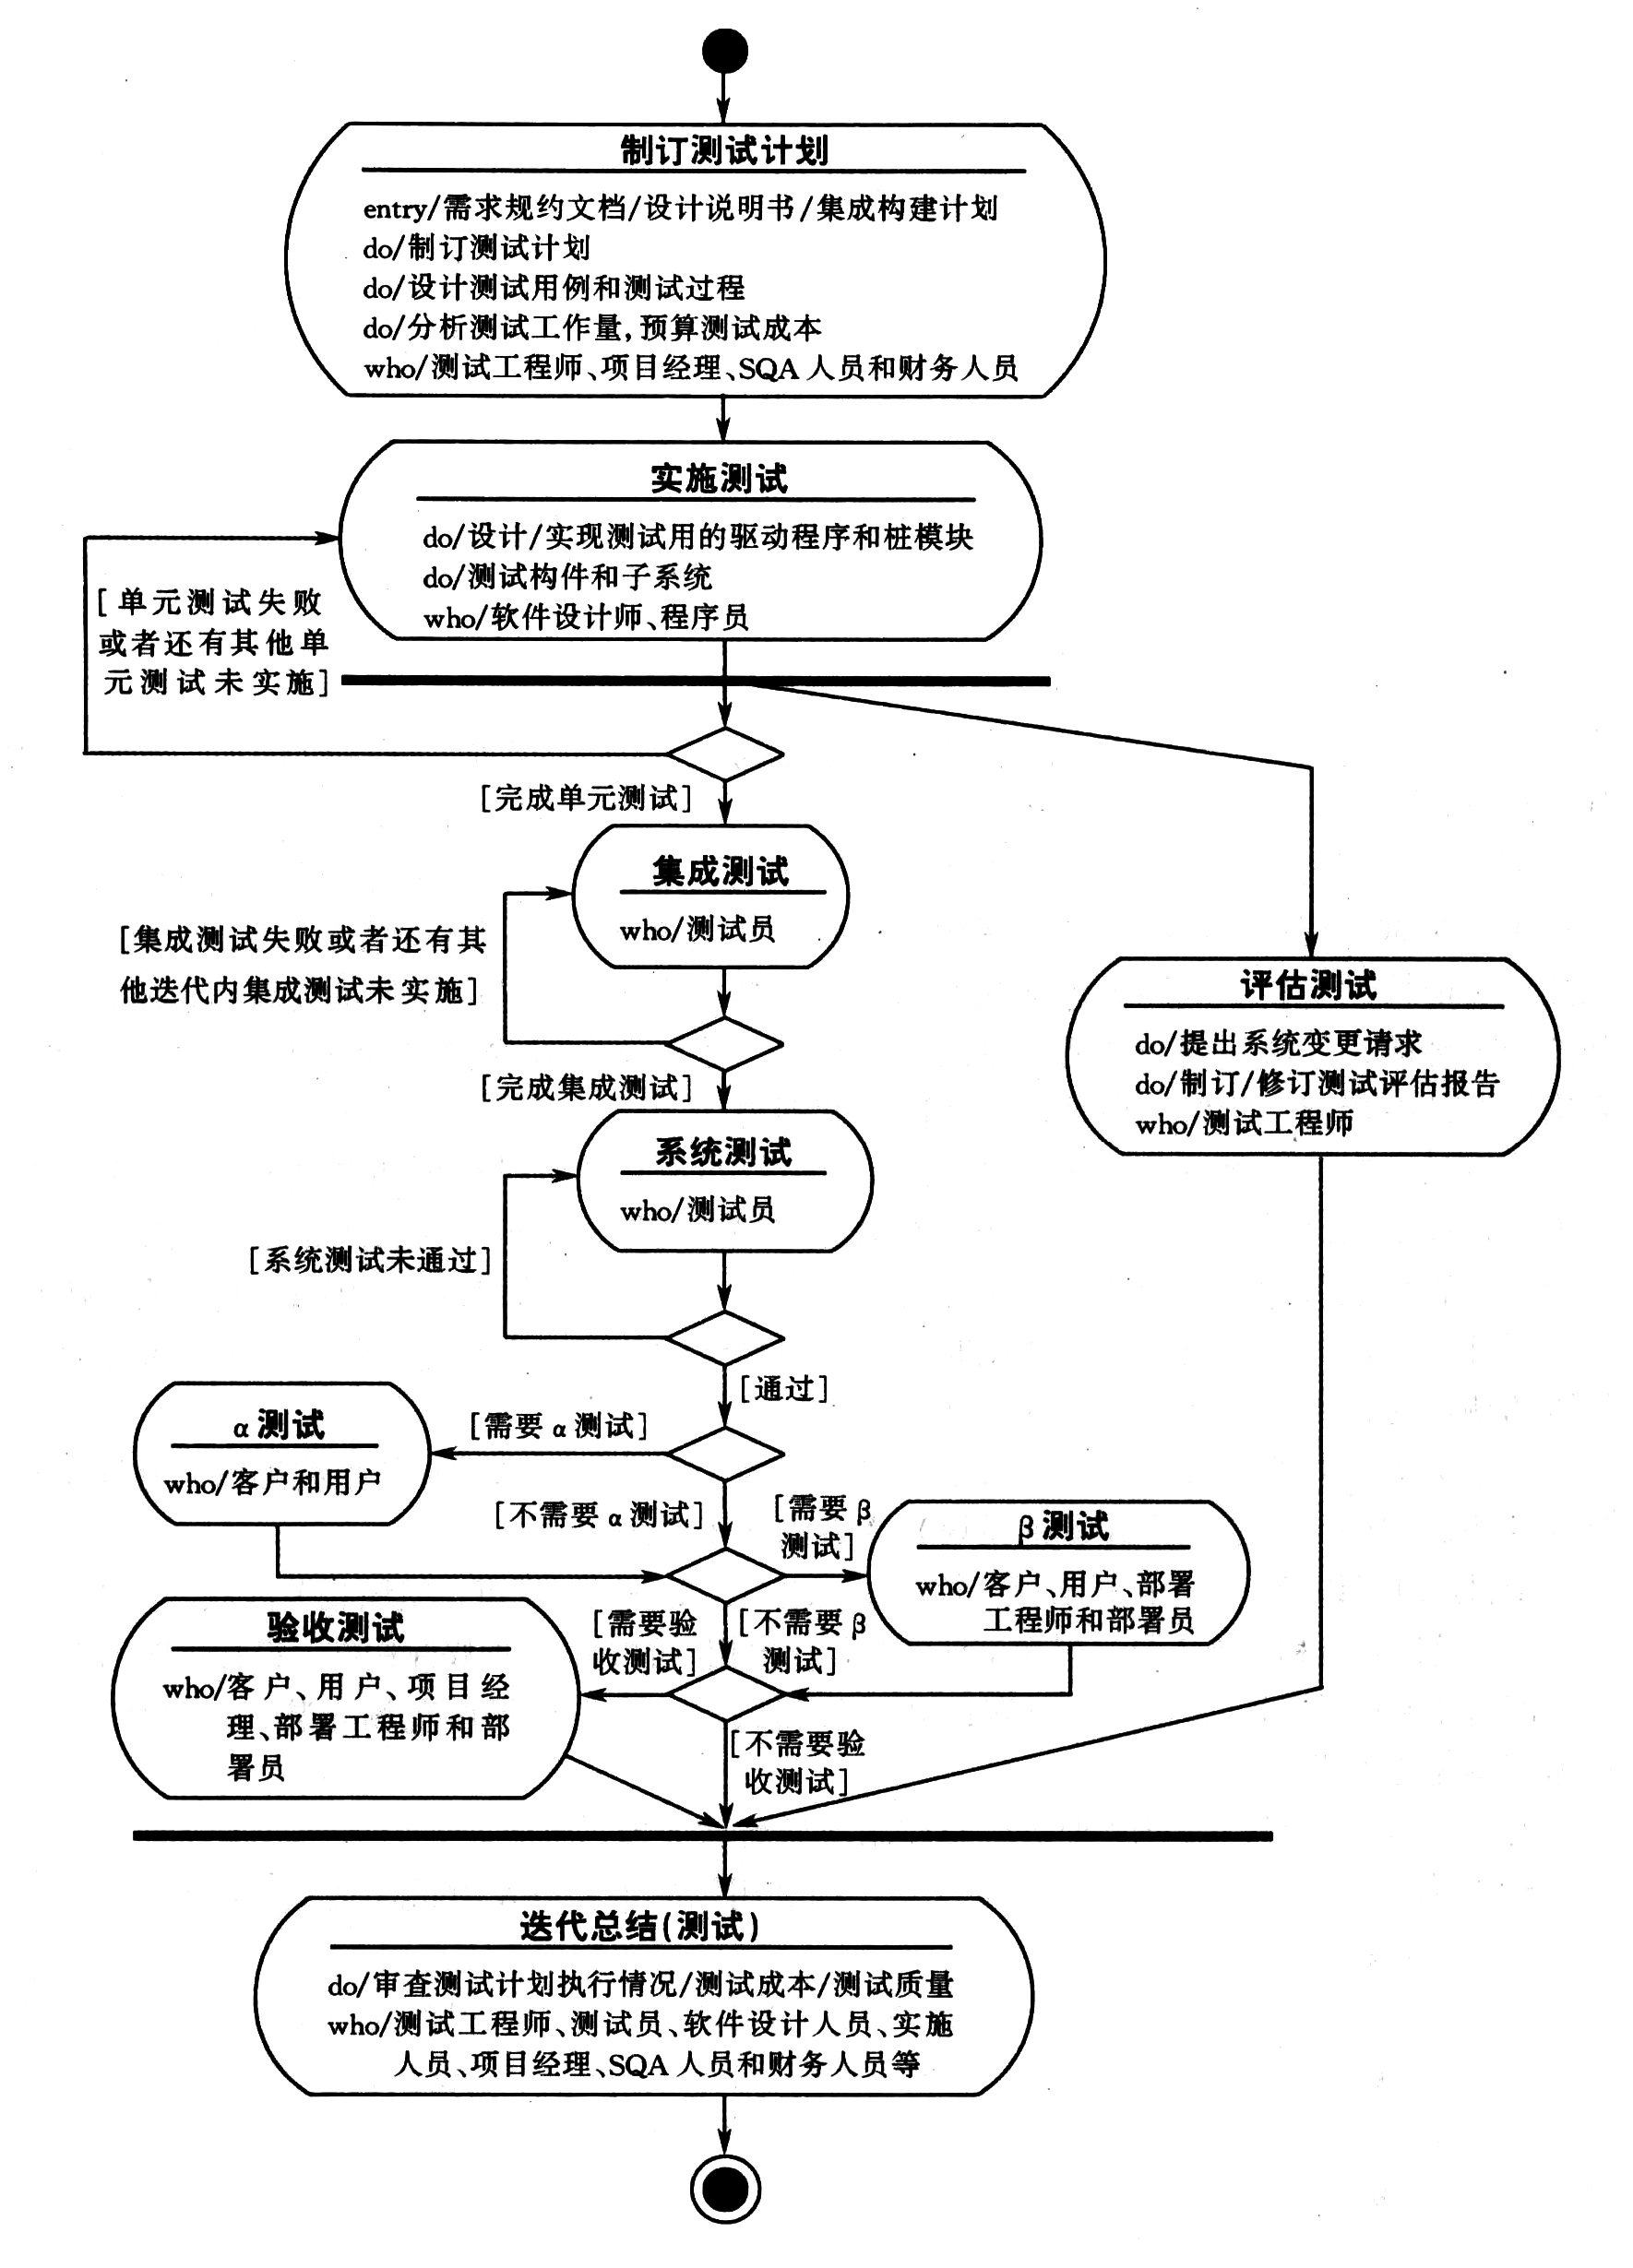 制订测试计划
entry/需求规约文档/设计说明书/集成构建计划
do/制订测试计划
do/设计测试用例和测试过程
do/分析测试工作量,预算测试成本
who/测试工程师、项目经理、SQA人员和财务人员
实施测试
do/设计/实现测试用的驱动程序和桩模块
do/测试构件和子系统
who/软件设计师、程序员
[单元测试失败
或者还有其他单
元测试未实施]
[完成单元测试]
集成测试
who/测试员
[集成测试失败或者还有其
他迭代内集成测试未实施]
评估测试
do/提出系统变更请求
do/制订/修订测试评估报告
who/测试工程师
[完成集成测试]
系统测试
who/测试员
[系统测试未通过]
[通过]
α测试
who/客户和用户
[需要α测试]
[不需要α测试]
[需要β
测试]
β测试
who/客户、用户、部署
工程师和部署员
验收测试
who/客户、用户、项目经
理、部署工程师和部
署员
[需要验
收测试]
[不需要β
测试]
[不需要验
收测试]
迭代总结(测试)
do/审查测试计划执行情况/测试成本/测试质量
who/测试工程师、测试员、软件设计人员、实施
人员、项目经理、SQA人员和财务人员等